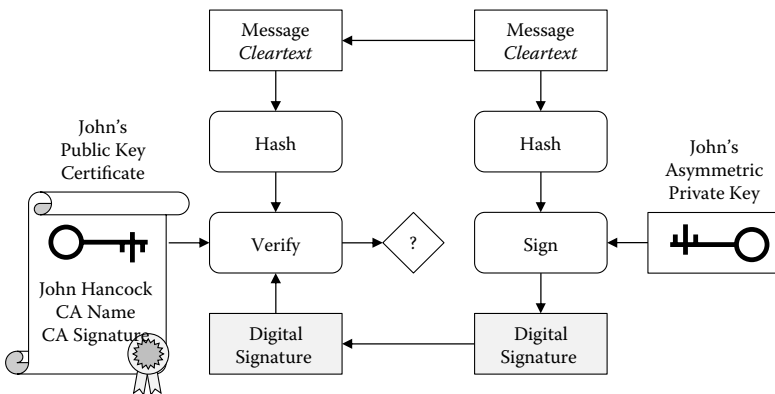 Message
Cleartext
Message
Cleartext
John's
Public Key
Certificate
Hash
Hash
John's
Asymmetric
Private Key
Verify
?
Sign
John Hancock
CA Name
CA Signature
Digital
Signature
Digital
Signature